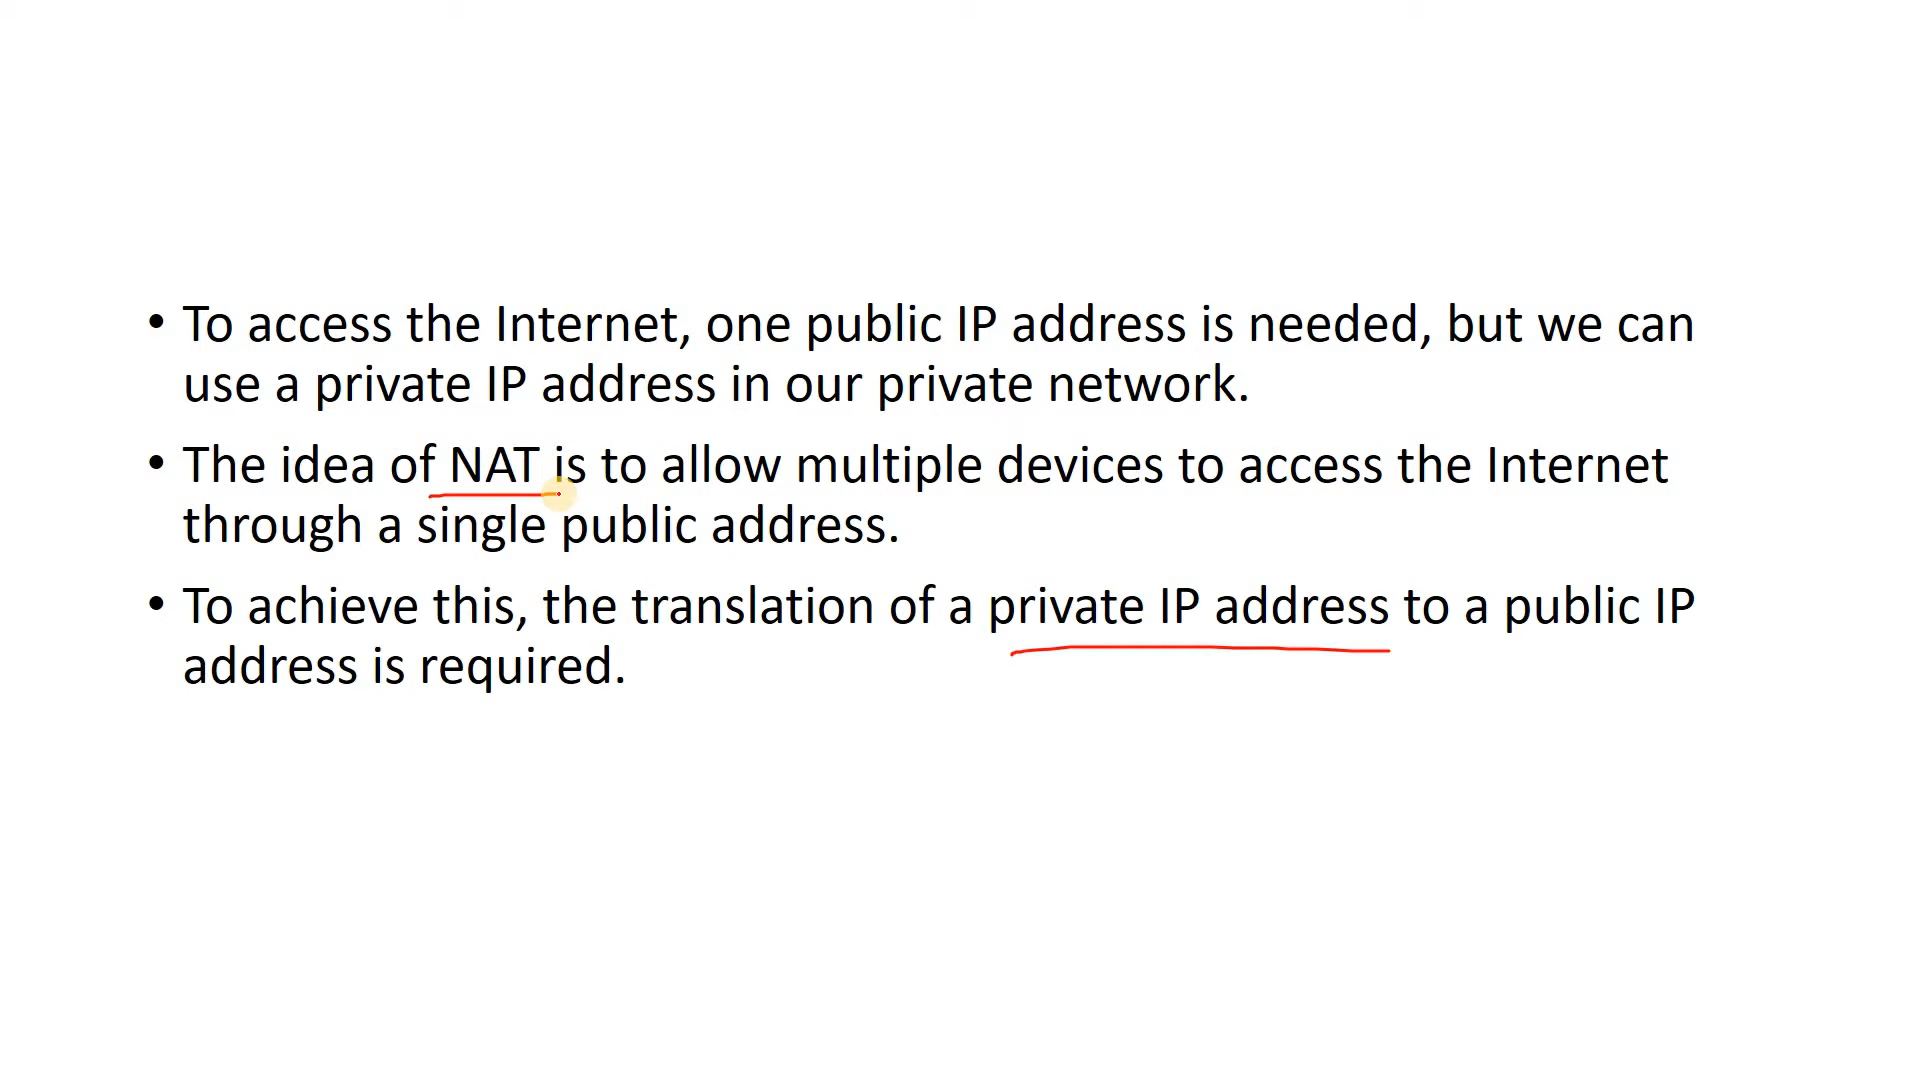 • To access the Internet, one public IP address is needed, but we can
use a private IP address in our private network.
• The idea of NAT is to allow multiple devices to access the Internet
through a single public address.
• To achieve this, the translation of a private IP address to a public IP
address is required.